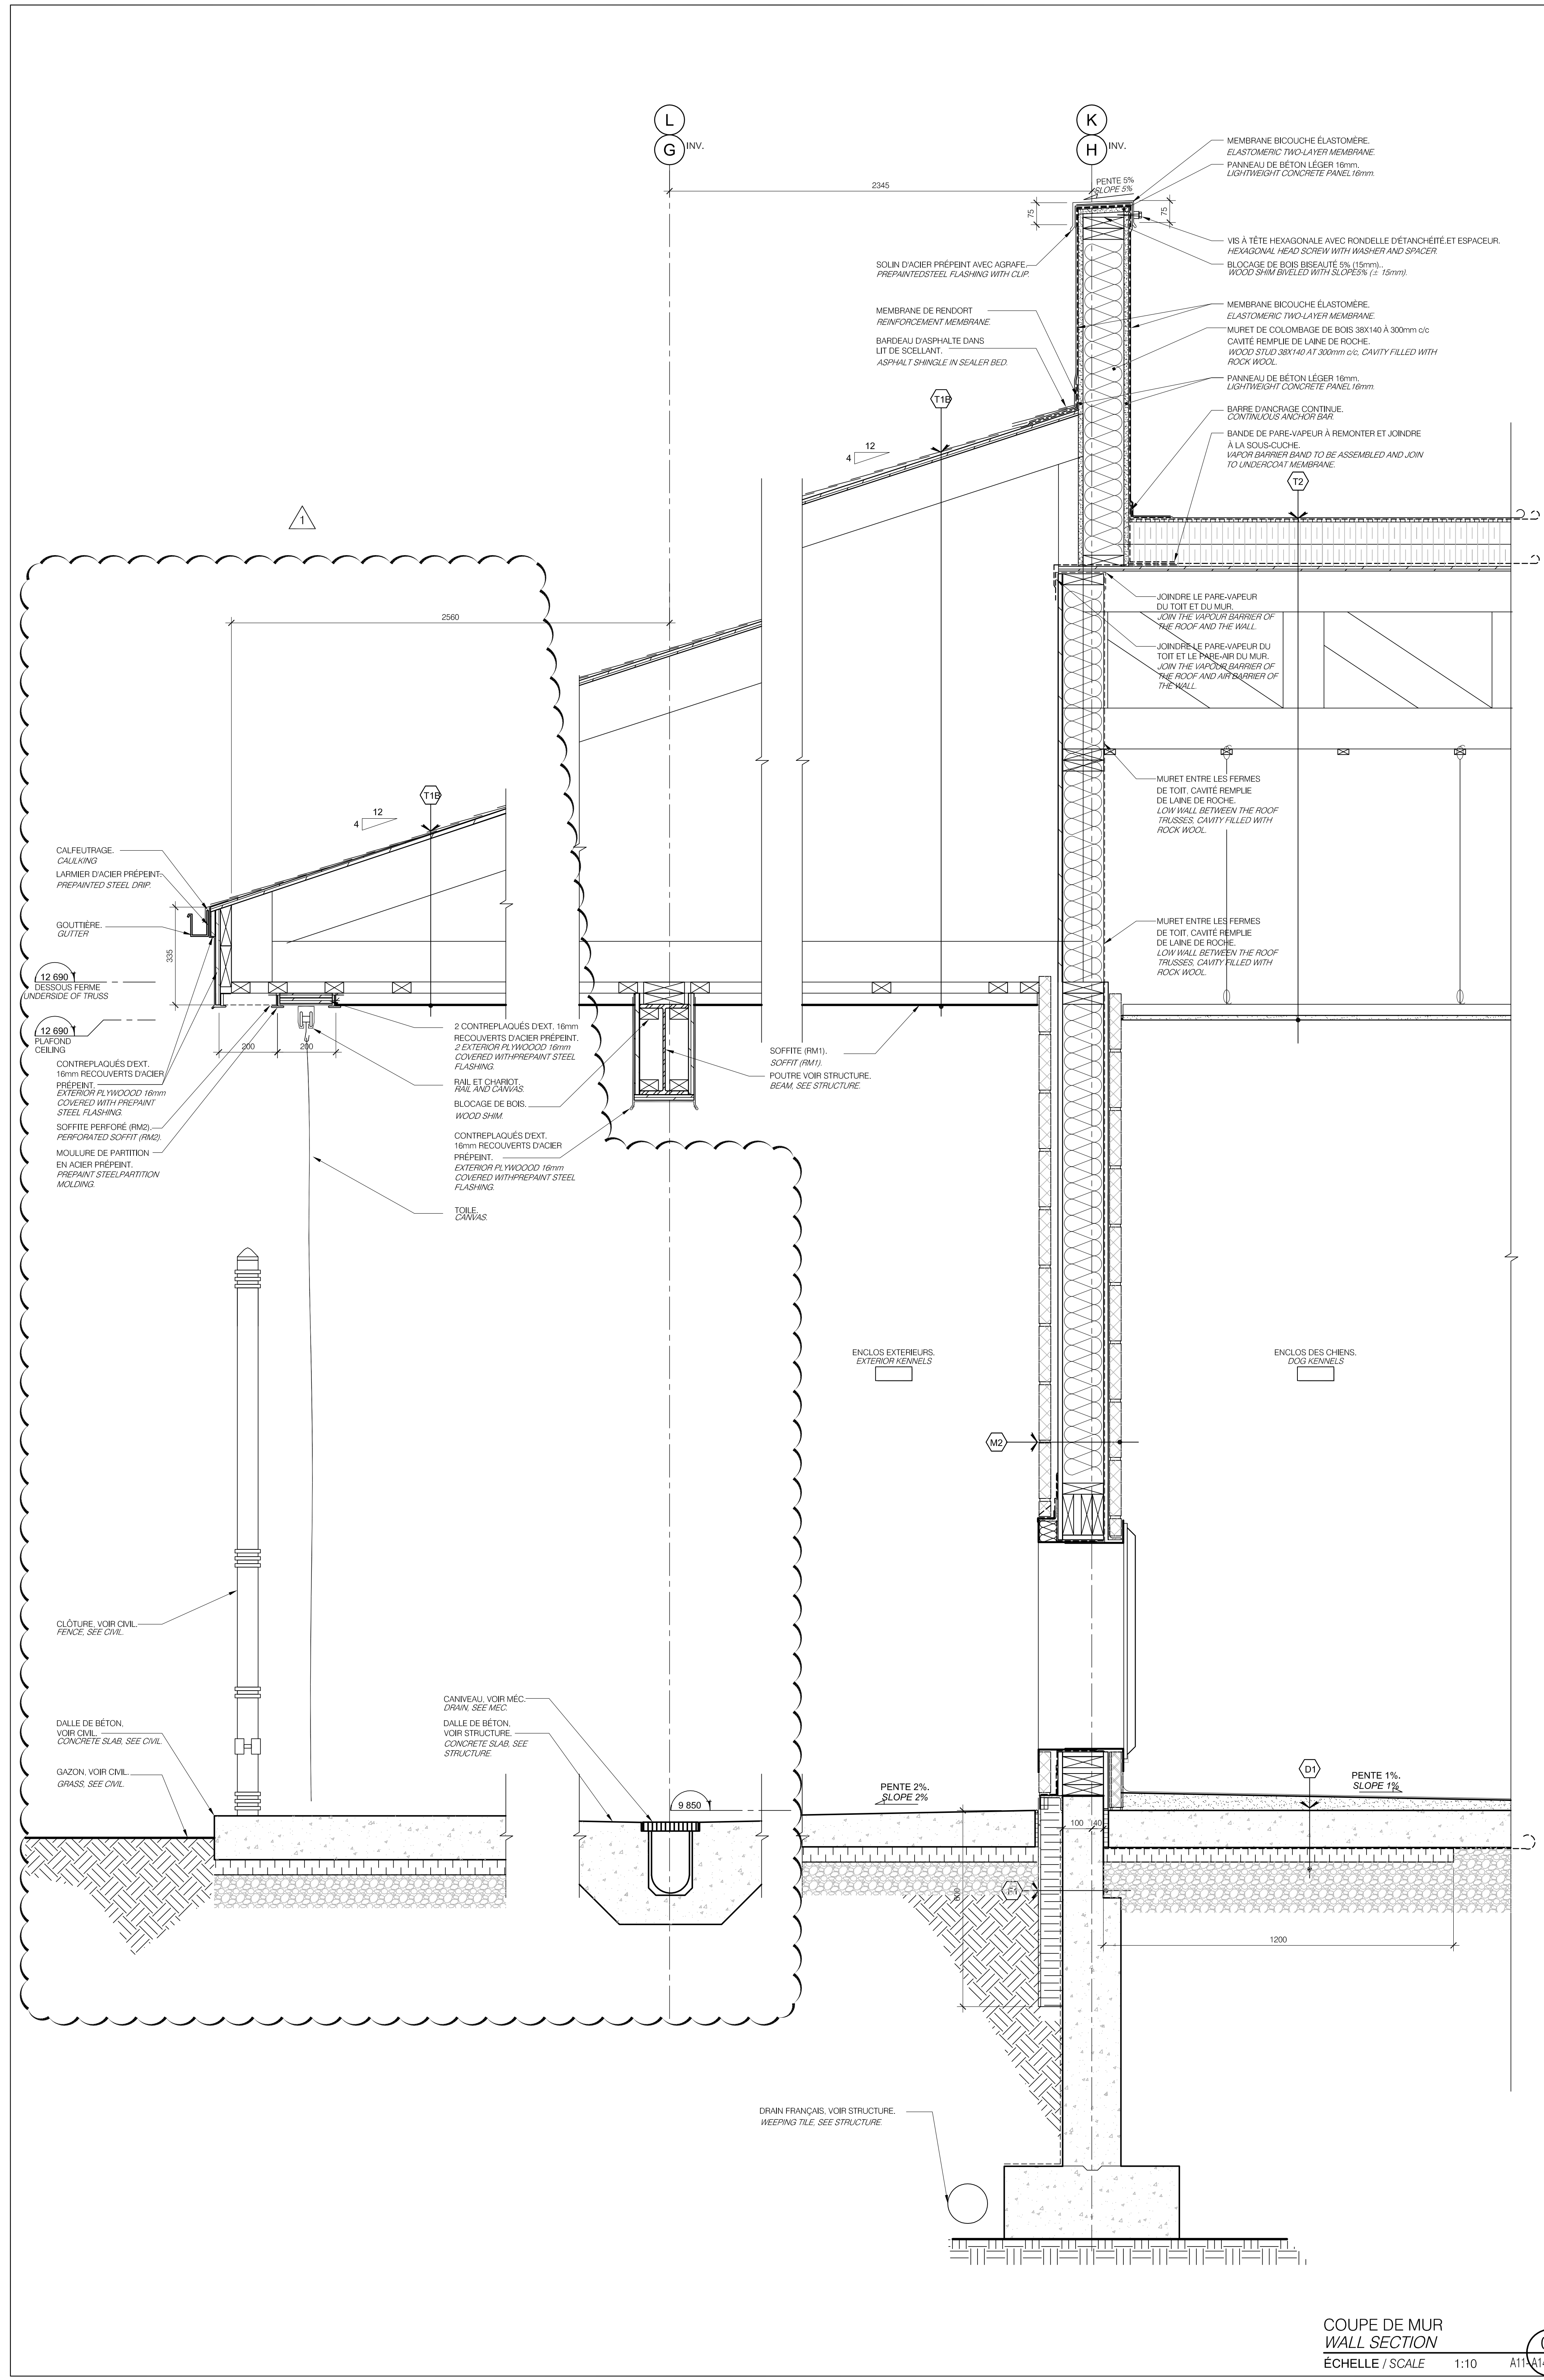 L
G
INV.
K
H
INV.
2345
PENTE 5%
SLOPE 5%
75
75
MEMBRANE BICOUCHE ÉLASTOMÈRE.
ELASTOMERIC TWO-LAYER MEMBRANE.
PANNEAU DE BÉTON LÉGER 16mm.
LIGHTWEIGHT CONCRETE PANEL16mm.
VIS À TÊTE HEXAGONALE AVEC RONDELLE D'ÉTANCHÉITÉ.ET ESPACEUR.
HEXAGONAL HEAD SCREW WITH WASHER AND SPACER.
BLOCAGE DE BOIS BISEAUTÉ 5% (15mm)..
WOOD SHIM BIVELED WITH SLOPE5% (± 15mm).
MEMBRANE BICOUCHE ÉLASTOMÈRE.
ELASTOMERIC TWO-LAYER MEMBRANE.
MURET DE COLOMBAGE DE BOIS 38X140 À 300mm c/c
CAVITÉ REMPLIE DE LAINE DE ROCHE.
WOOD STUD 38X140 AT 300mm c/c, CAVITY FILLED WITH
ROCK WOOL.
PANNEAU DE BÉTON LÉGER 16mm.
LIGHTWEIGHT CONCRETE PANEL16mm.
BARRE D'ANCRAGE CONTINUE.
CONTINUOUS ANCHOR BAR.
BANDE DE PARE-VAPEUR À REMONTER ET JOINDRE
À LA SOUS-CUCHE.
VAPOR BARRIER BAND TO BE ASSEMBLED AND JOIN
TO UNDERCOAT MEMBRANE.
SOLIN D'ACIER PRÉPEINT AVEC AGRAFE.
PREPAINTEDSTEEL FLASHING WITH CLIP.
MEMBRANE DE RENDORT
REINFORCEMENT MEMBRANE.
BARDEAU D'ASPHALTE DANS
LIT DE SCELLANT.
ASPHALT SHINGLE IN SEALER BED.
T1B
12
4
T2
1
2560
JOINDRE LE PARE-VAPEUR
DU TOIT ET DU MUR.
JOIN THE VAPOUR BARRIER OF
THE ROOF AND THE WALL.
JOINDRE LE PARE-VAPEUR DU
TOIT ET LE PARE-AIR DU MUR.
JOIN THE VAPOUR BARRIER OF
THE ROOF AND AIR BARRIER OF
THE WALL.
MURET ENTRE LES FERMES
DE TOIT, CAVITÉ REMPLIE
DE LAINE DE ROCHE.
LOW WALL BETWEEN THE ROOF
TRUSSES, CAVITY FILLED WITH
ROCK WOOL.
T1B
12
4
CALFEUTRAGE.
CAULKING
LARMIER D'ACIER PRÉPEINT.
PREPAINTED STEEL DRIP.
GOUTTIÈRE.
GUTTER
335
MURET ENTRE LES FERMES
DE TOIT, CAVITÉ REMPLIE
DE LAINE DE ROCHE.
LOW WALL BETWEEN THE ROOF
TRUSSES, CAVITY FILLED WITH
ROCK WOOL.
12 690
DESSOUS FERME
UNDERSIDE OF TRUSS
12 690
PLAFOND
CEILING
200
200
CONTREPLAQUÉS D'EXT.
16mm RECOUVERTS D'ACIER
PRÉPEINT.
EXTERIOR PLYWOOOD 16mm
COVERED WITH PREPAINT
STEEL FLASHING.
SOFFITE PERFORÉ (RM2).
PERFORATED SOFFIT (RM2).
MOULURE DE PARTITION
EN ACIER PRÉPEINT.
PREPAINT STEELPARTITION
MOLDING.
2 CONTREPLAQUÉS D'EXT. 16mm
RECOUVERTS D'ACIER PRÉPEINT.
2 EXTERIOR PLYWOOOD 16mm
COVERED WITHPREPAINT STEEL
FLASHING.
RAIL ET CHARIOT.
RAIL AND CANVAS.
BLOCAGE DE BOIS.
WOOD SHIM.
CONTREPLAQUÉS D'EXT.
16mm RECOUVERTS D'ACIER
PRÉPEINT.
EXTERIOR PLYWOOOD 16mm
COVERED WITHPREPAINT STEEL
FLASHING.
TOILE.
CANVAS.
SOFFITE (RM1).
SOFFIT (RM1).
POUTRE VOIR STRUCTURE.
BEAM, SEE STRUCTURE.
ENCLOS EXTERIEURS.
EXTERIOR KENNELS
ENCLOS DES CHIENS.
DOG KENNELS
M2
CLÔTURE, VOIR CIVIL.
FENCE, SEE CIVIL.
DALLE DE BÉTON,
VOIR CIVIL.
CONCRETE SLAB, SEE CIVIL.
GAZON, VOIR CIVIL.
GRASS, SEE CIVIL.
CANIVEAU, VOIR MÉC.
DRAIN, SEE MEC.
DALLE DE BÉTON,
VOIR STRUCTURE.
CONCRETE SLAB, SEE
STRUCTURE.
9 850
PENTE 2%.
SLOPE 2%
D1
PENTE 1%.
SLOPE 1%
100
40
F1
600
1200
DRAIN FRANÇAIS, VOIR STRUCTURE.
WEEPING TILE, SEE STRUCTURE.
COUPE DE MUR
WALL SECTION
ÉCHELLE / SCALE 1:10